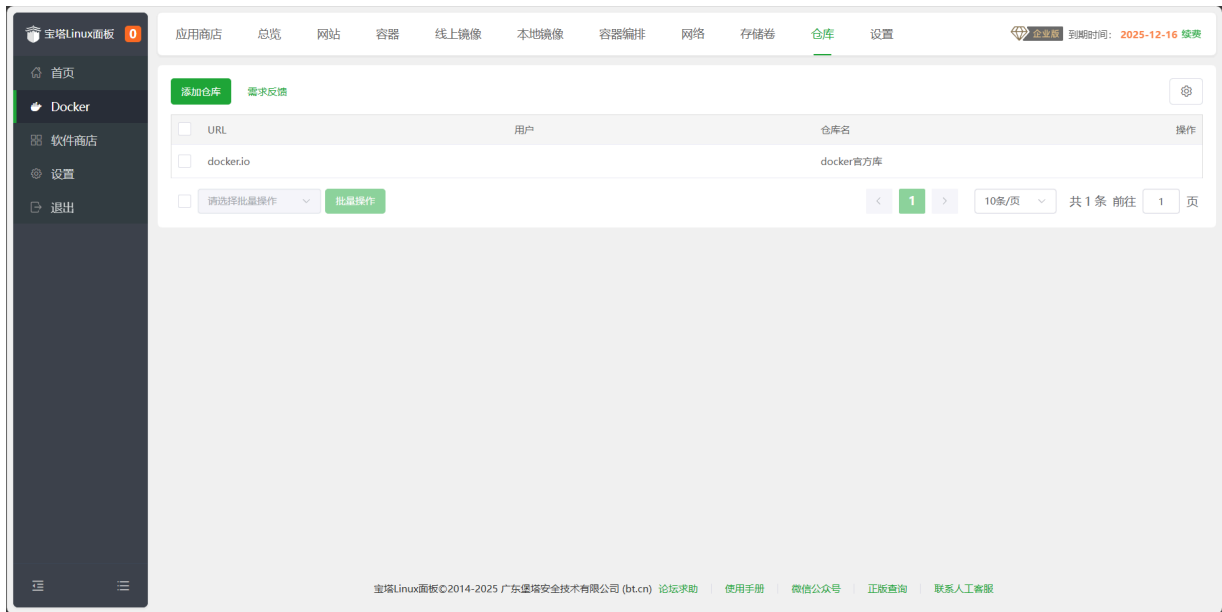 宝塔Linux面板 0
首页
Docker
软件商店
设置
退出
应用商店 总览 网站 容器 线上镜像 本地镜像 容器编排 网络 存储卷 仓库 设置 企业版 到期时间: 2025-12-16 续费
添加仓库 需求反馈
URL 用户 仓库名 操作
docker.io docker官方库
请选择批量操作 批量操作 1 10条/页 共 1 条 前往 1 页
宝塔Linux面板©2014-2025 广东堡塔安全技术有限公司 (bt.cn) 论坛求助 使用手册 微信公众号 正版查询 联系人工客服